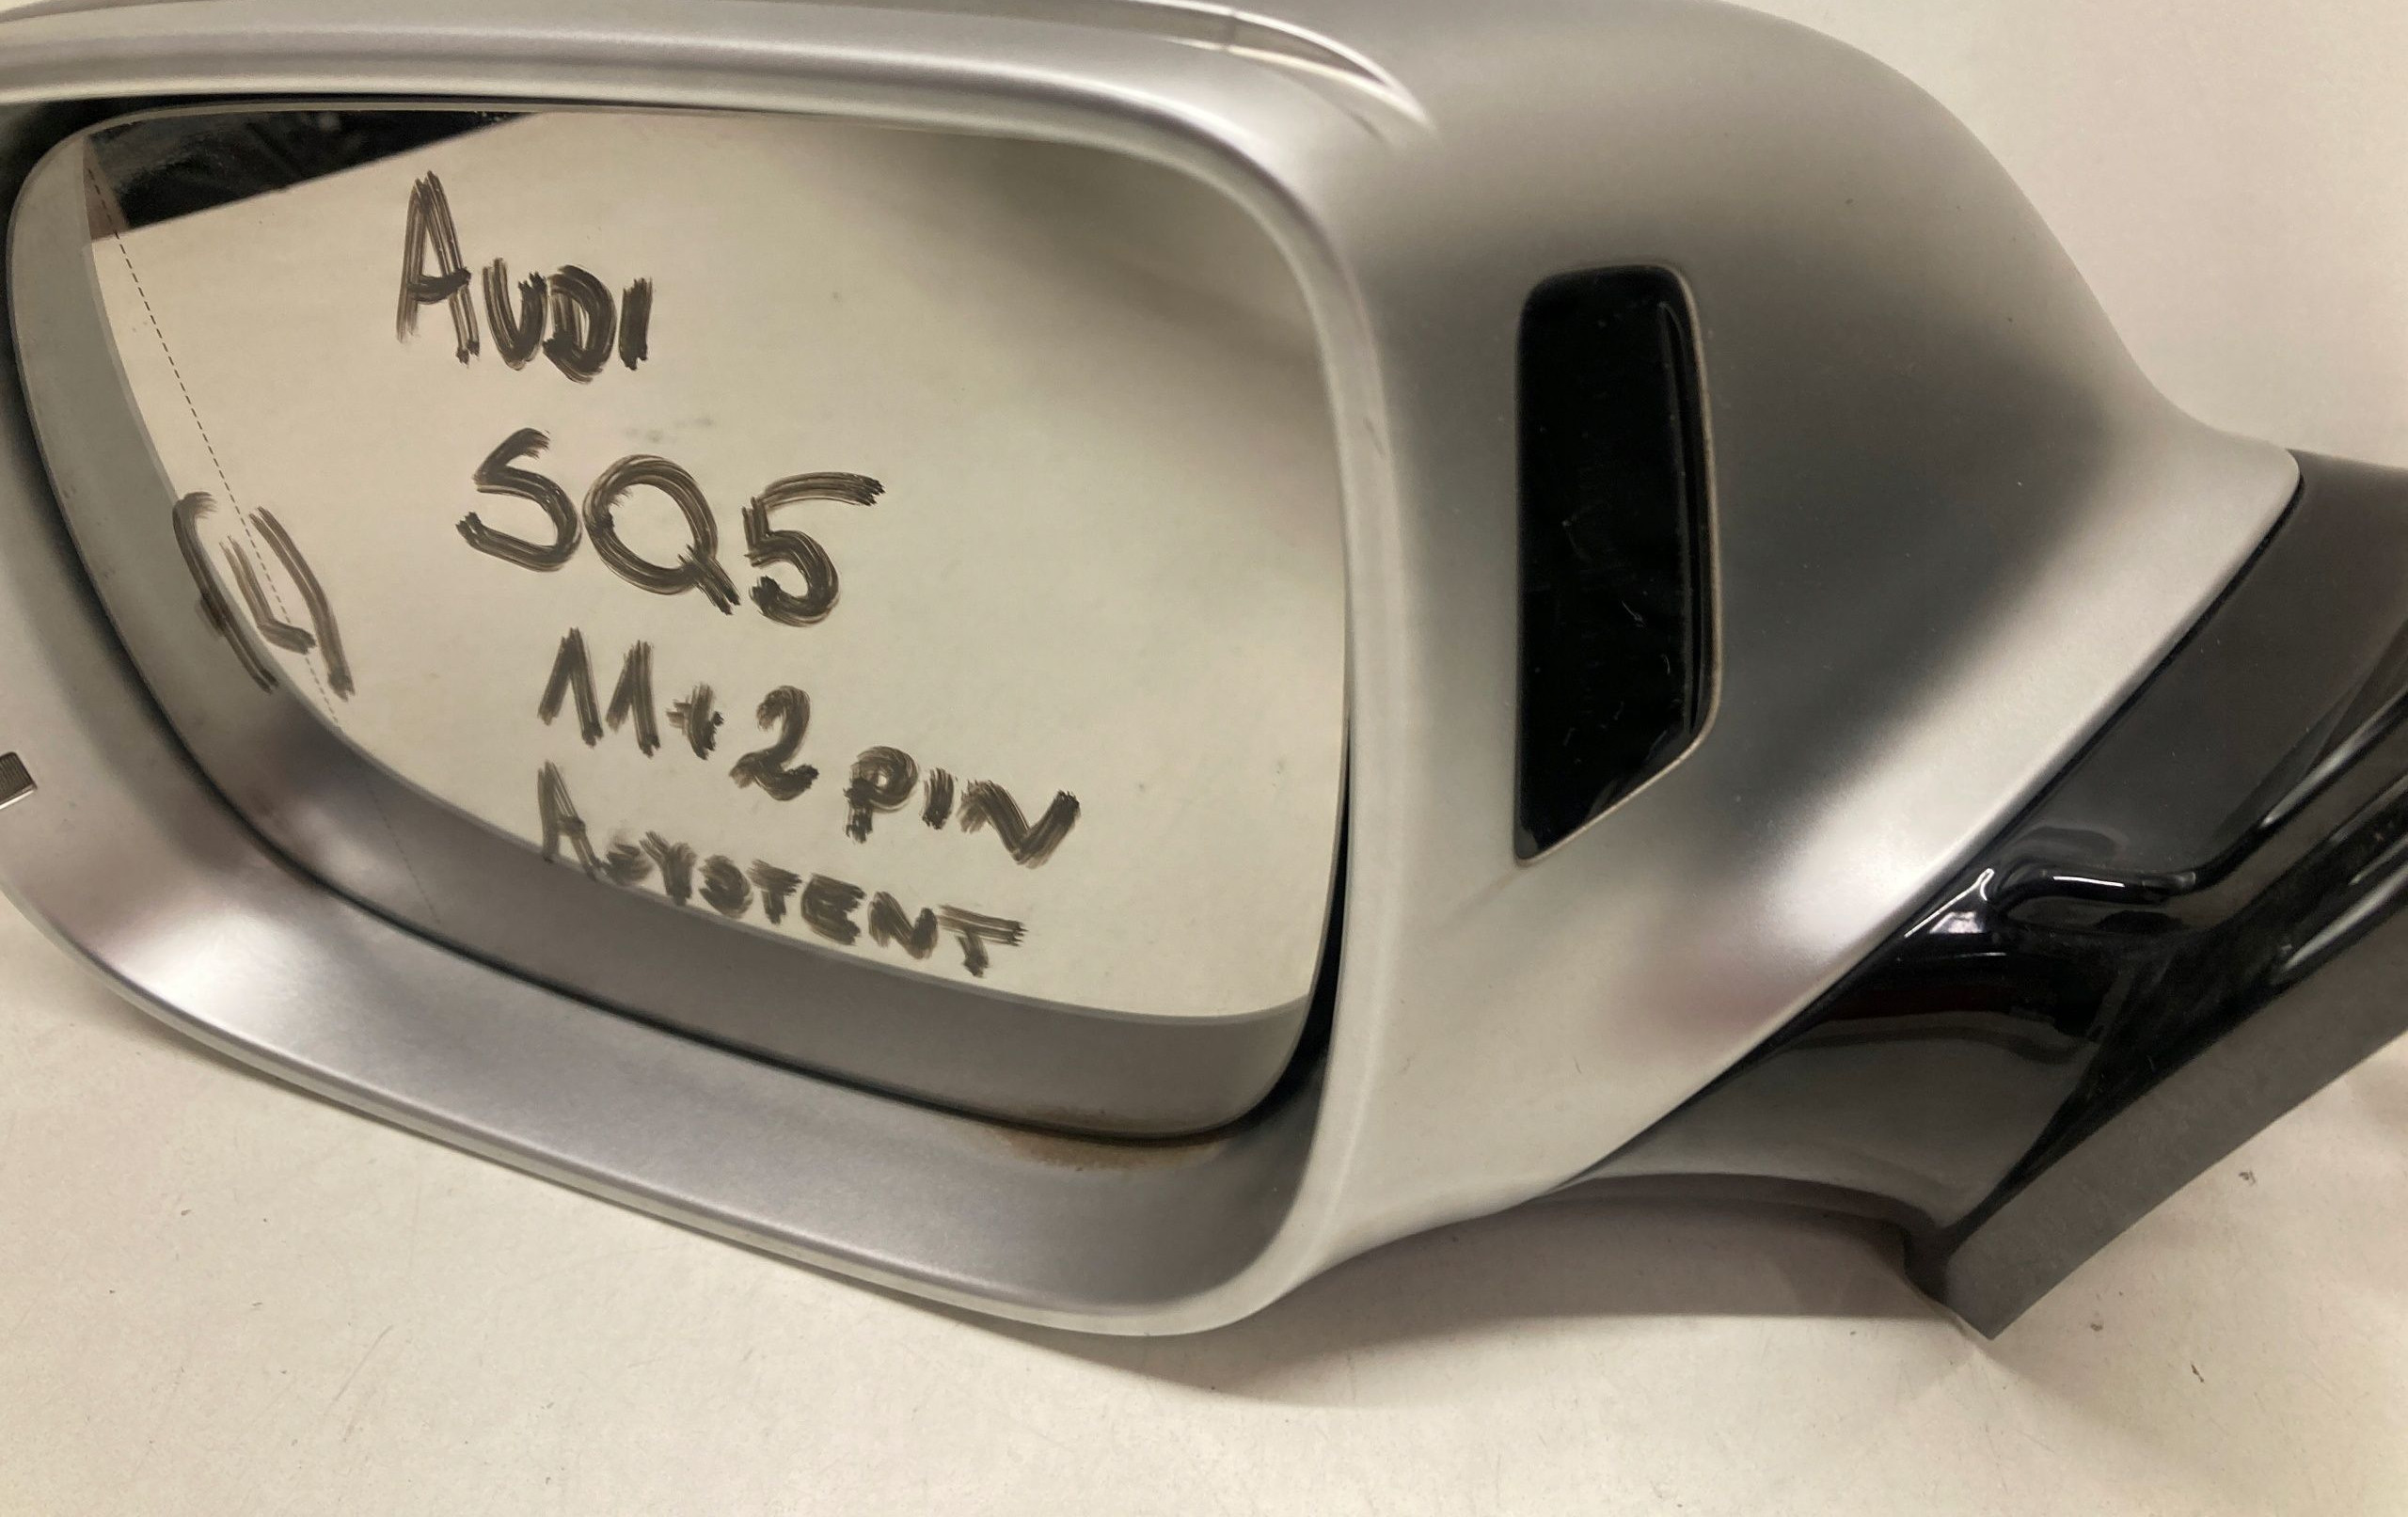 AUDI
SQ5
(L)
11+2 PIN
ASYSTENT